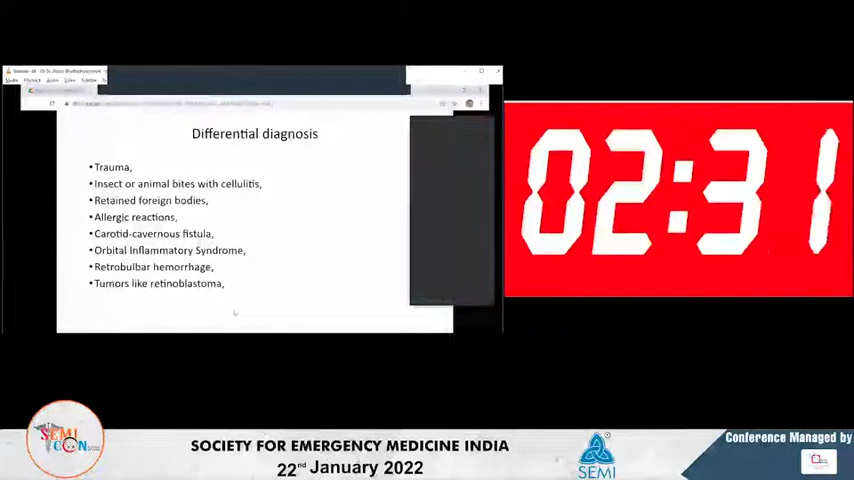 Differential diagnosis
• Trauma,
• Insect or animal bites with cellulitis,
• Retained foreign bodies,
• Allergic reactions,
• Carotid-cavernous fistula,
• Orbital Inflammatory Syndrome,
• Retrobulbar hemorrhage,
• Tumors like retinoblastoma,
02:31
SEMI
CON
SOCIETY FOR EMERGENCY MEDICINE INDIA
22nd January 2022
SEMI
Conference Managed by